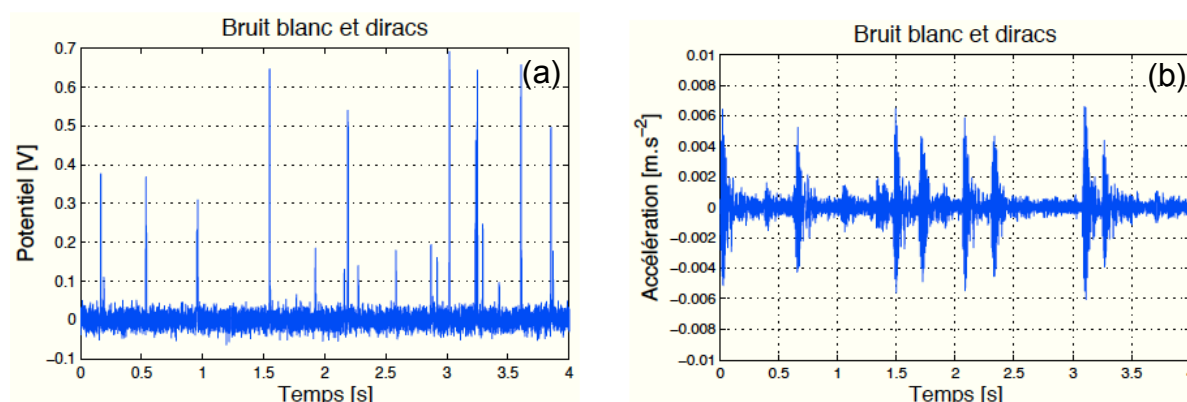 Bruit blanc et diracs
(a)
Potentiel [V]
0.7
0.6
0.5
0.4
0.3
0.2
0.1
0
−0.1
0 0.5 1 1.5 2 2.5 3 3.5 4
Temps [s]
Bruit blanc et diracs
(b)
Accélération [m.s⁻²]
0.01
0.008
0.006
0.004
0.002
0
−0.002
−0.004
−0.006
−0.008
−0.01
0 0.5 1 1.5 2 2.5 3 3.5 4
Temps [s]